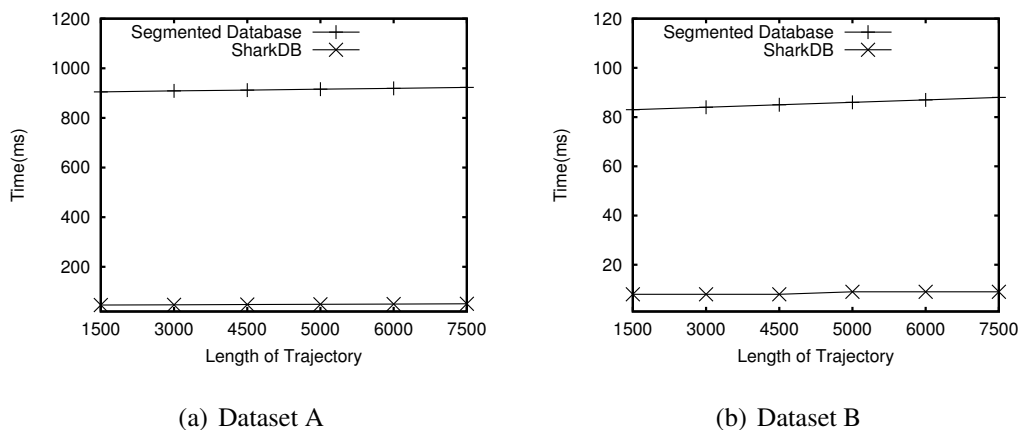 1200
1000
800
600
400
200
Time(ms)
Segmented Database
SharkDB
1500 3000 4500 5000 6000 7500
Length of Trajectory
(a) Dataset A
120
100
80
60
40
20
Time(ms)
Segmented Database
SharkDB
1500 3000 4500 5000 6000 7500
Length of Trajectory
(b) Dataset B